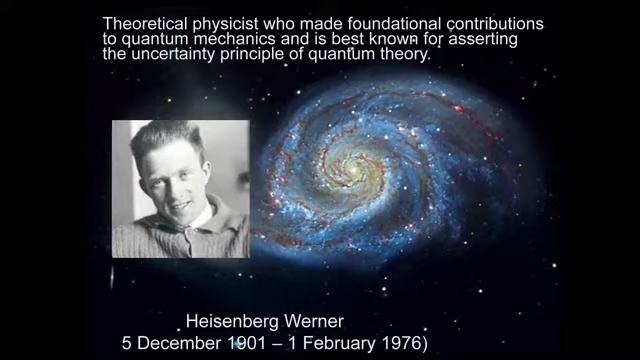 Theoretical physicist who made foundational contributions
to quantum mechanics and is best known for asserting
the uncertainty principle of quantum theory.
Heisenberg Werner
5 December 1901 – 1 February 1976)